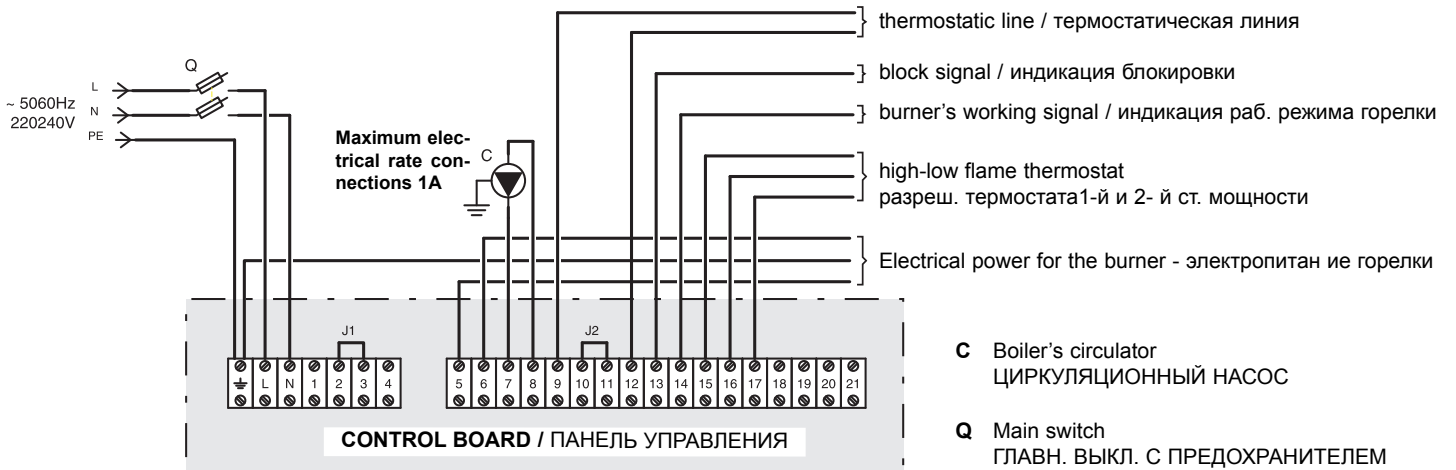 thermostatic line / термостатическая линия
Q
L
~ 5060Hz
N
220240V
PE
block signal / индикация блокировки
burner's working signal / индикация раб. режима горелки
Maximum elec-
trical rate con-
nections 1A
C
high-low flame thermostat
разреш. термостата1-й и 2- й ст. мощности
Electrical power for the burner - электропитан ие горелки
J1
J2
L N 1 2 3 4
5 6 7 8 9 10 11 12 13 14 15 16 17 18 19 20 21
CONTROL BOARD / ПАНЕЛЬ УПРАВЛЕНИЯ
C Boiler's circulator
ЦИРКУЛЯЦИОННЫЙ НАСОС
Q Main switch
ГЛАВН. ВЫКЛ. С ПРЕДОХРАНИТЕЛЕМ